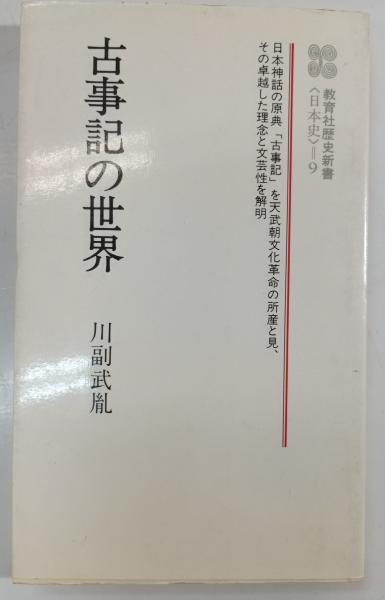 教育社歴史新書
〈日本史〉＝9
日本神話の原典「古事記」を天武朝文化革命の所産と見、
その卓越した理念と文芸性を解明
古事記の世界
川副武胤